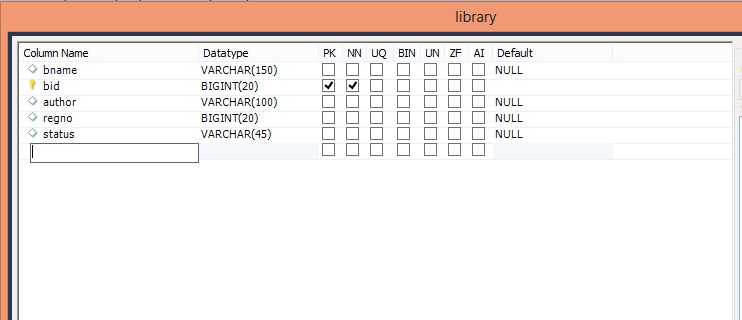 library
Column Name Datatype PK NN UQ BIN UN ZF AI Default
bname VARCHAR(150) NULL
bid BIGINT(20)
author VARCHAR(100) NULL
regno BIGINT(20) NULL
status VARCHAR(45) NULL